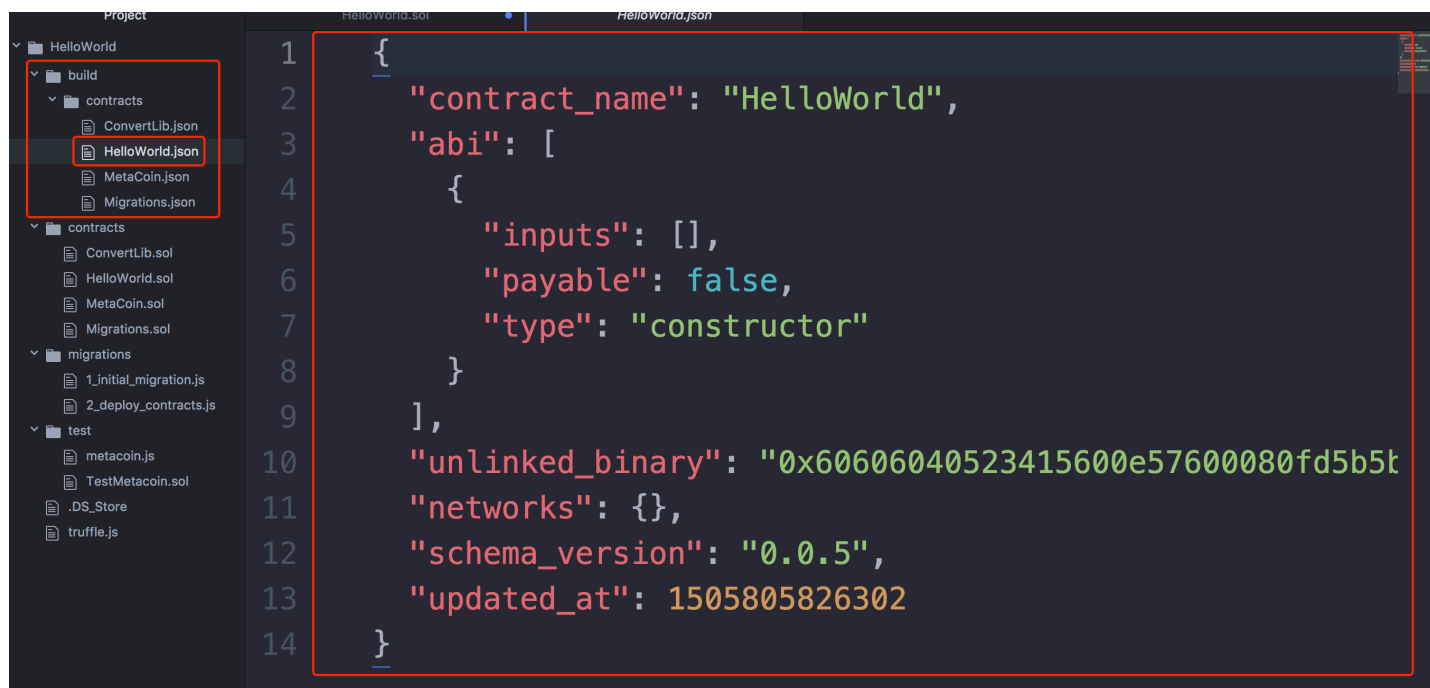 Project
HelloWorld.sol
HelloWorld.json
HelloWorld
build
contracts
ConvertLib.json
HelloWorld.json
MetaCoin.json
Migrations.json
contracts
ConvertLib.sol
HelloWorld.sol
MetaCoin.sol
Migrations.sol
migrations
1_initial_migration.js
2_deploy_contracts.js
test
metacoin.js
TestMetacoin.sol
.DS_Store
truffle.js
1 {
2 "contract_name": "HelloWorld",
3 "abi": [
4 {
5 "inputs": [],
6 "payable": false,
7 "type": "constructor"
8 }
9 ],
10 "unlinked_binary": "0x60606040523415600e57600080fd5b5b
11 "networks": {},
12 "schema_version": "0.0.5",
13 "updated_at": 1505805826302
14 }